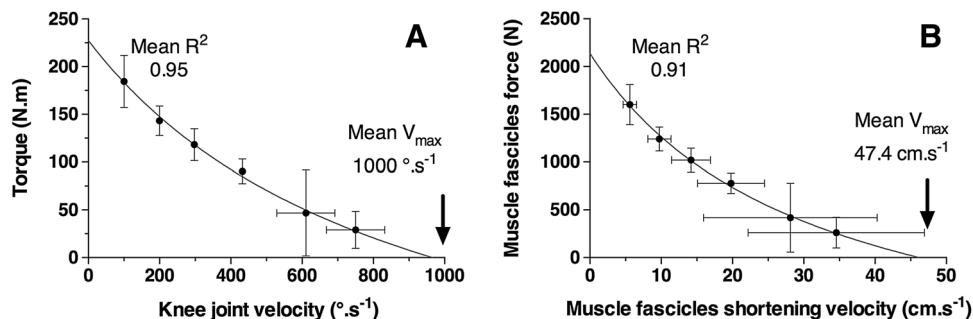 A
Mean R²
0.95
Mean Vmax
1000 °.s⁻¹
Torque (N.m)
250
200
150
100
50
0
0 200 400 600 800 1000
Knee joint velocity (°.s⁻¹)
B
Mean R²
0.91
Mean Vmax
47.4 cm.s⁻¹
Muscle fascicles force (N)
2500
2000
1500
1000
500
0
0 10 20 30 40 50
Muscle fascicles shortening velocity (cm.s⁻¹)